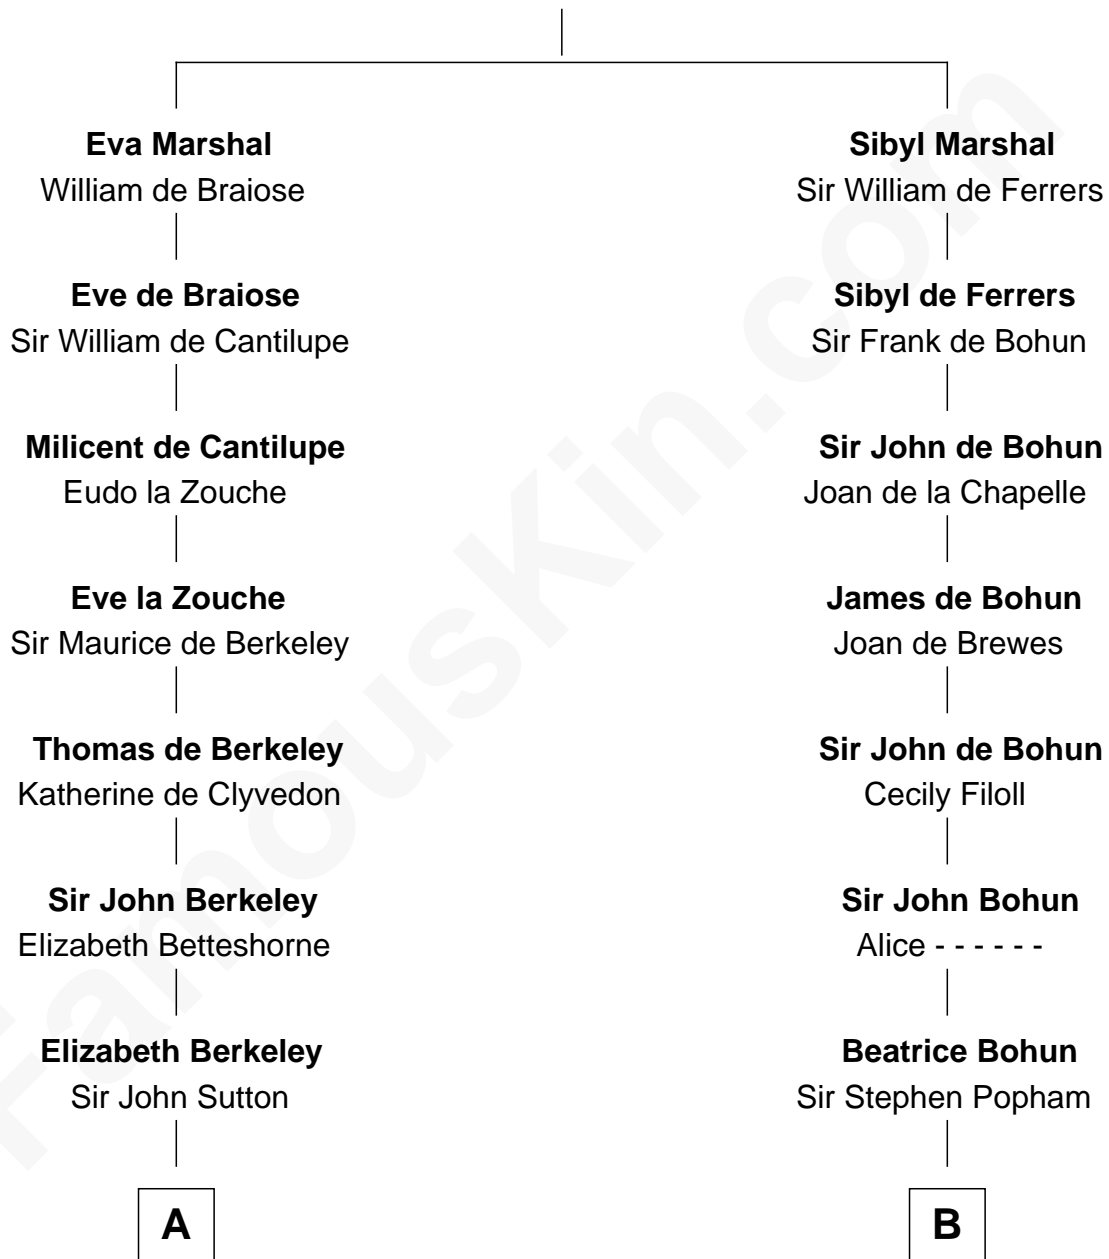 Eva Marshal
William de Braiose
Eve de Braiose
Sir William de Cantilupe
Milicent de Cantilupe
Eudo la Zouche
Eve la Zouche
Sir Maurice de Berkeley
Thomas de Berkeley
Katherine de Clyvedon
Sir John Berkeley
Elizabeth Betteshorne
Elizabeth Berkeley
Sir John Sutton
A
Sibyl Marshal
Sir William de Ferrers
Sibyl de Ferrers
Sir Frank de Bohun
Sir John de Bohun
Joan de la Chapelle
James de Bohun
Joan de Brewes
Sir John de Bohun
Cecily Filoll
Sir John Bohun
Alice - - - - - -
Beatrice Bohun
Sir Stephen Popham
B
FamousKin.com